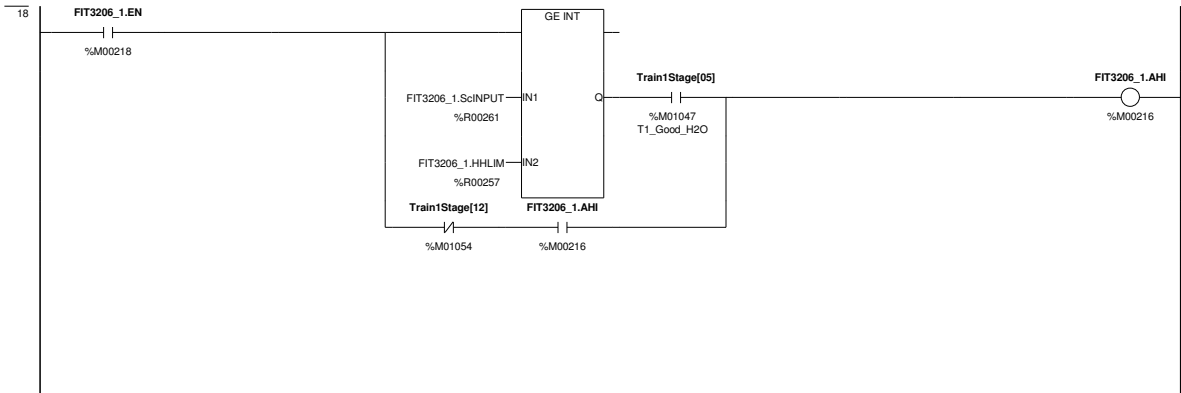 18
FIT3206_1.EN
%M00218
GE INT
FIT3206_1.ScINPUT
IN1
Q
%R00261
Train1Stage[05]
%M01047
T1_Good_H2O
FIT3206_1.AHI
%M00216
FIT3206_1.HHLIM
IN2
%R00257
Train1Stage[12]
%M01054
FIT3206_1.AHI
%M00216